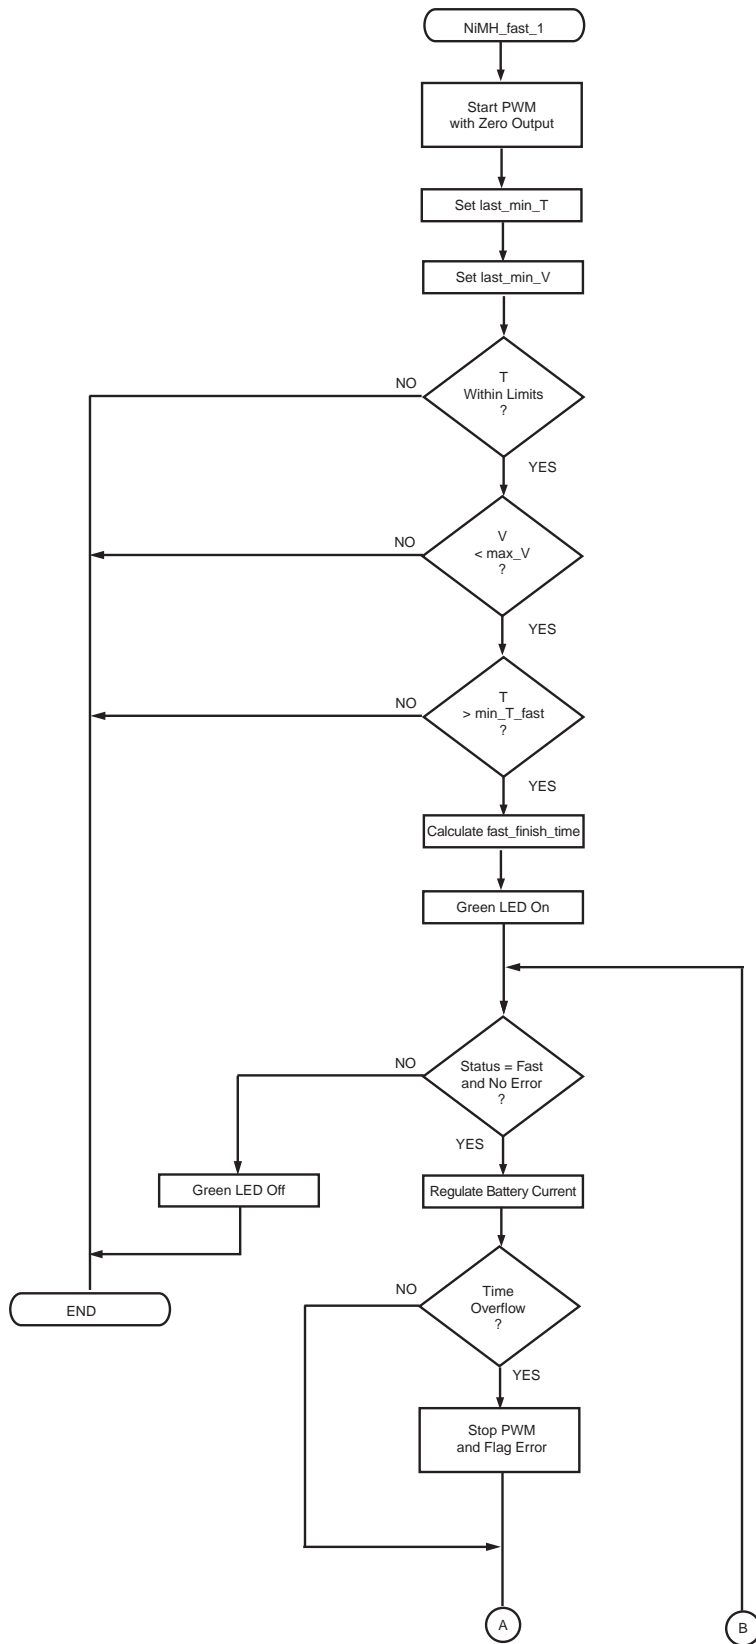 NiMH_fast_1
Start PWM
with Zero Output
Set last_min_T
Set last_min_V
T
Within Limits
?
NO
YES
V
< max_V
?
NO
YES
T
> min_T_fast
?
NO
YES
Calculate fast_finish_time
Green LED On
Status = Fast
and No Error
?
NO
YES
Green LED Off
Regulate Battery Current
END
Time
Overflow
?
NO
YES
Stop PWM
and Flag Error
A
B